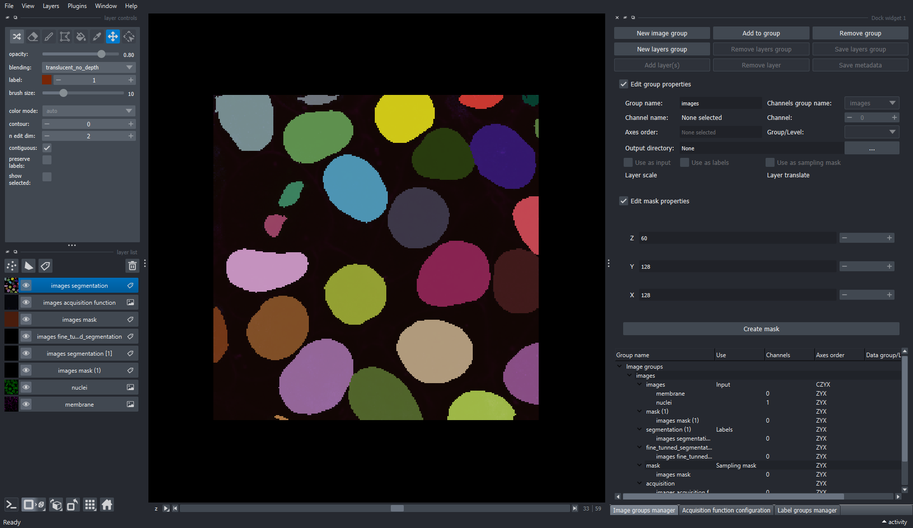 File View Layers Plugins Window Help
layer controls
opacity: 0.80
blending: translucent_no_depth
label: 1
brush size: 10
color mode: auto
contour: 0
n edit dim: 2
contiguous:
preserve labels:
show selected:
layer list
images segmentation
images acquisition function
images mask
images fine_tu...d_segmentation
images segmentation [1]
images mask (1)
nuclei
membrane
Ready
z 33 59
Dock widget 1
New image group Add to group Remove group
New layers group Remove layers group Save layers group
Add layer(s) Remove layer Save metadata
Edit group properties
Group name: images Channels group name: images
Channel name: None selected Channel: 0
Axes order: None selected Group/Level:
Output directory: None ...
Use as input Use as labels Use as sampling mask
Layer scale Layer translate
Edit mask properties
Z 60
Y 128
X 128
Create mask
Group name Use Channels Axes order Data group/L
Image groups
images
images Input CZYX
membrane 0 ZYX
nuclei 1 ZYX
mask (1) ZYX
images mask (1) 0 ZYX
segmentation (1) Labels ZYX
images segmentati... 0 ZYX
fine_tunned_segmentat... ZYX
images fine_tunned... 0 ZYX
mask Sampling mask ZYX
images mask 0 ZYX
acquisition ZYX
images acquisition f... 0 ZYX
Image groups manager Acquisition function configuration Label groups manager
activity